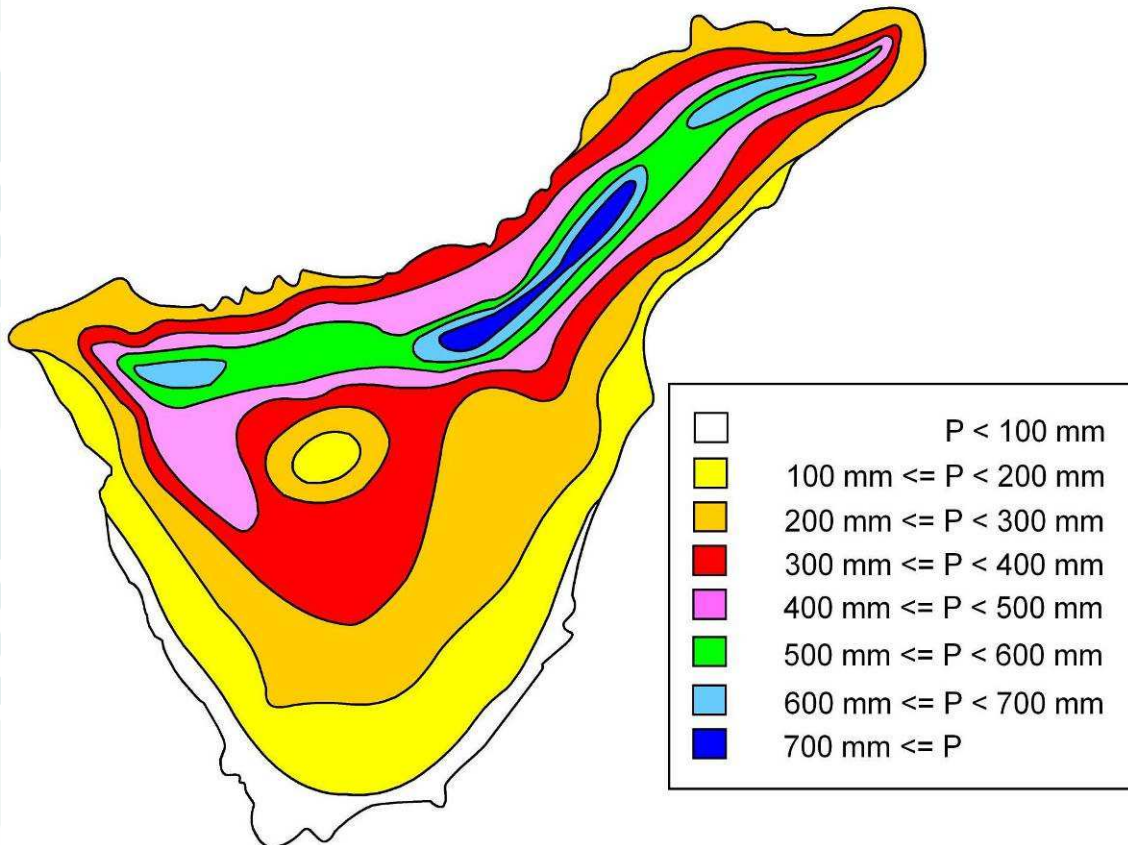 P < 100 mm
100 mm <= P < 200 mm
200 mm <= P < 300 mm
300 mm <= P < 400 mm
400 mm <= P < 500 mm
500 mm <= P < 600 mm
600 mm <= P < 700 mm
700 mm <= P